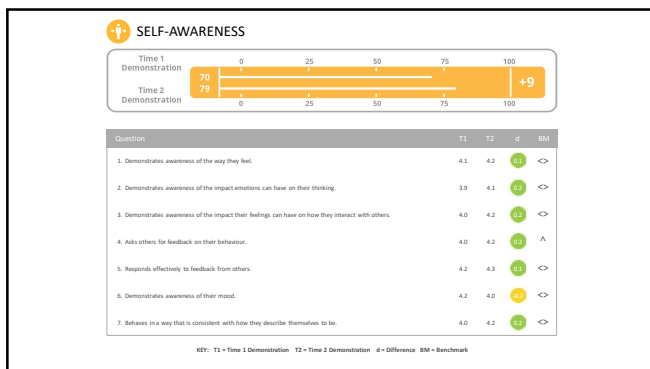 SELF-AWARENESS
Time 1 Demonstration 0 25 50 75 100
70
79
+9
Time 2 Demonstration 0 25 50 75 100
Question T1 T2 d BM
1. Demonstrates awareness of the way they feel. 4.1 4.2 0.1 <>
2. Demonstrates awareness of the impact emotions can have on their thinking. 3.9 4.1 0.2 <>
3. Demonstrates awareness of the impact their feelings can have on how they interact with others. 4.0 4.2 0.2 <>
4. Asks others for feedback on their behaviour. 4.0 4.2 0.2 ^
5. Responds effectively to feedback from others. 4.2 4.3 0.1 <>
6. Demonstrates awareness of their mood. 4.2 4.0 -0.2 <>
7. Behaves in a way that is consistent with how they describe themselves to be. 4.0 4.2 0.2 <>
KEY: T1 = Time 1 Demonstration T2 = Time 2 Demonstration d = Difference BM = Benchmark